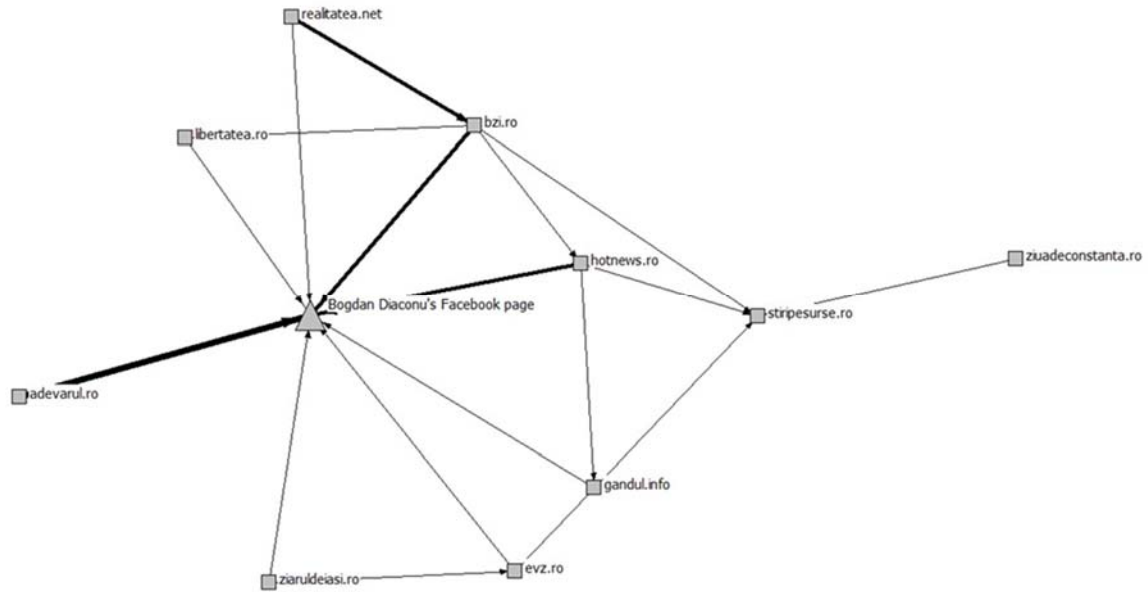 realitatea.net
bzi.ro
libertatea.ro
hotnews.ro
ziuadeconstanta.ro
Bogdan Diaconu's Facebook page
stiripesurse.ro
adevarul.ro
gandul.info
evz.ro
ziaruldeiasi.ro